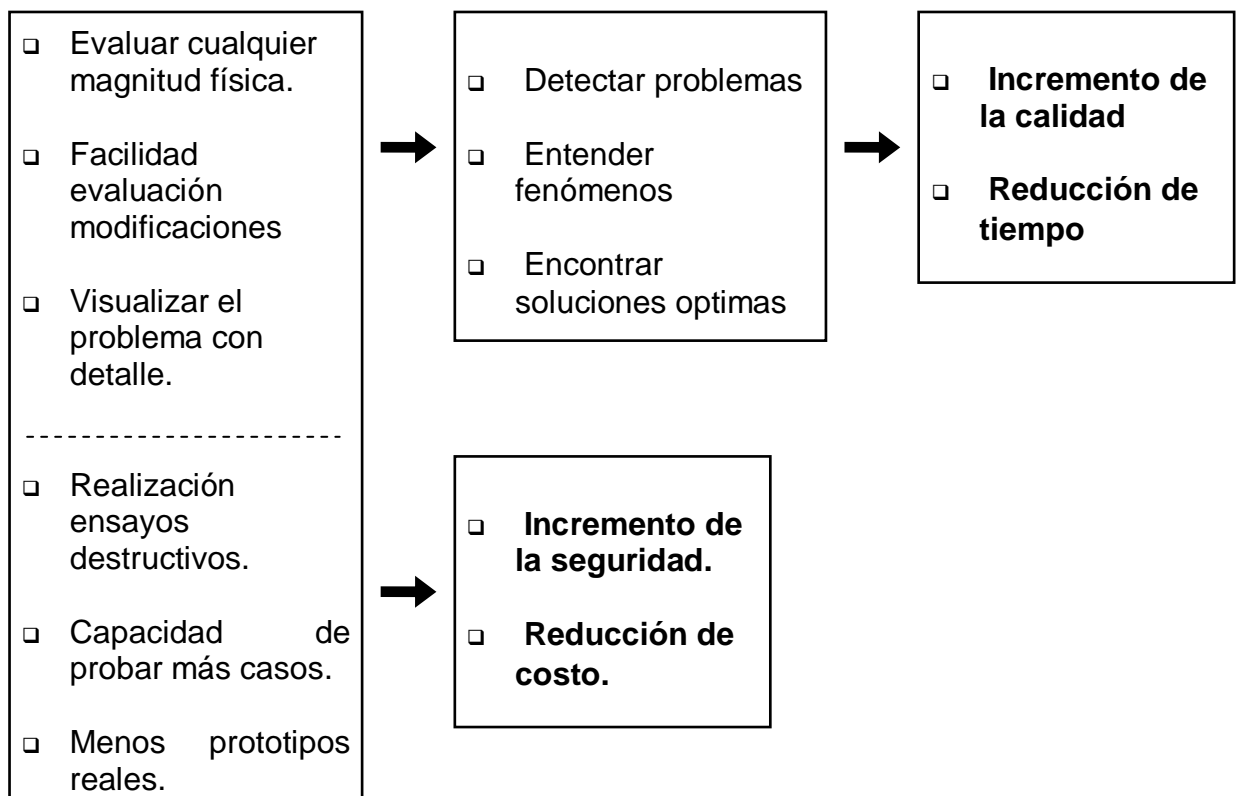 ❑ Evaluar cualquier
magnitud física.
❑ Facilidad
evaluación
modificaciones
❑ Visualizar el
problema con
detalle.
-----------------------
❑ Realización
ensayos
destructivos.
❑ Capacidad de
probar más casos.
❑ Menos prototipos
reales.
❑ Detectar problemas
❑ Entender
fenómenos
❑ Encontrar
soluciones optimas
❑ Incremento de
la calidad
❑ Reducción de
tiempo
❑ Incremento de
la seguridad.
❑ Reducción de
costo.